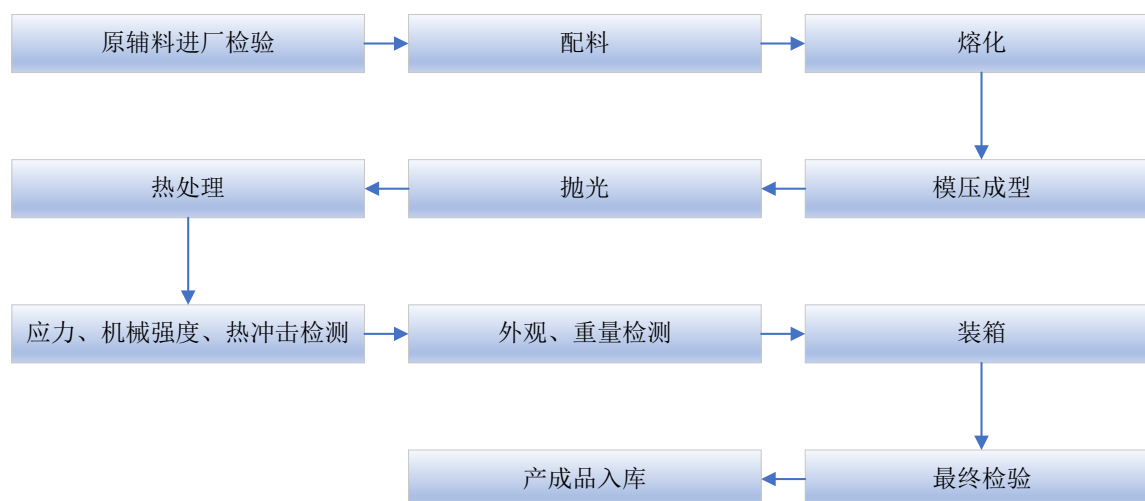 原辅料进厂检验
配料
熔化
模压成型
抛光
热处理
应力、机械强度、热冲击检测
外观、重量检测
装箱
最终检验
产成品入库